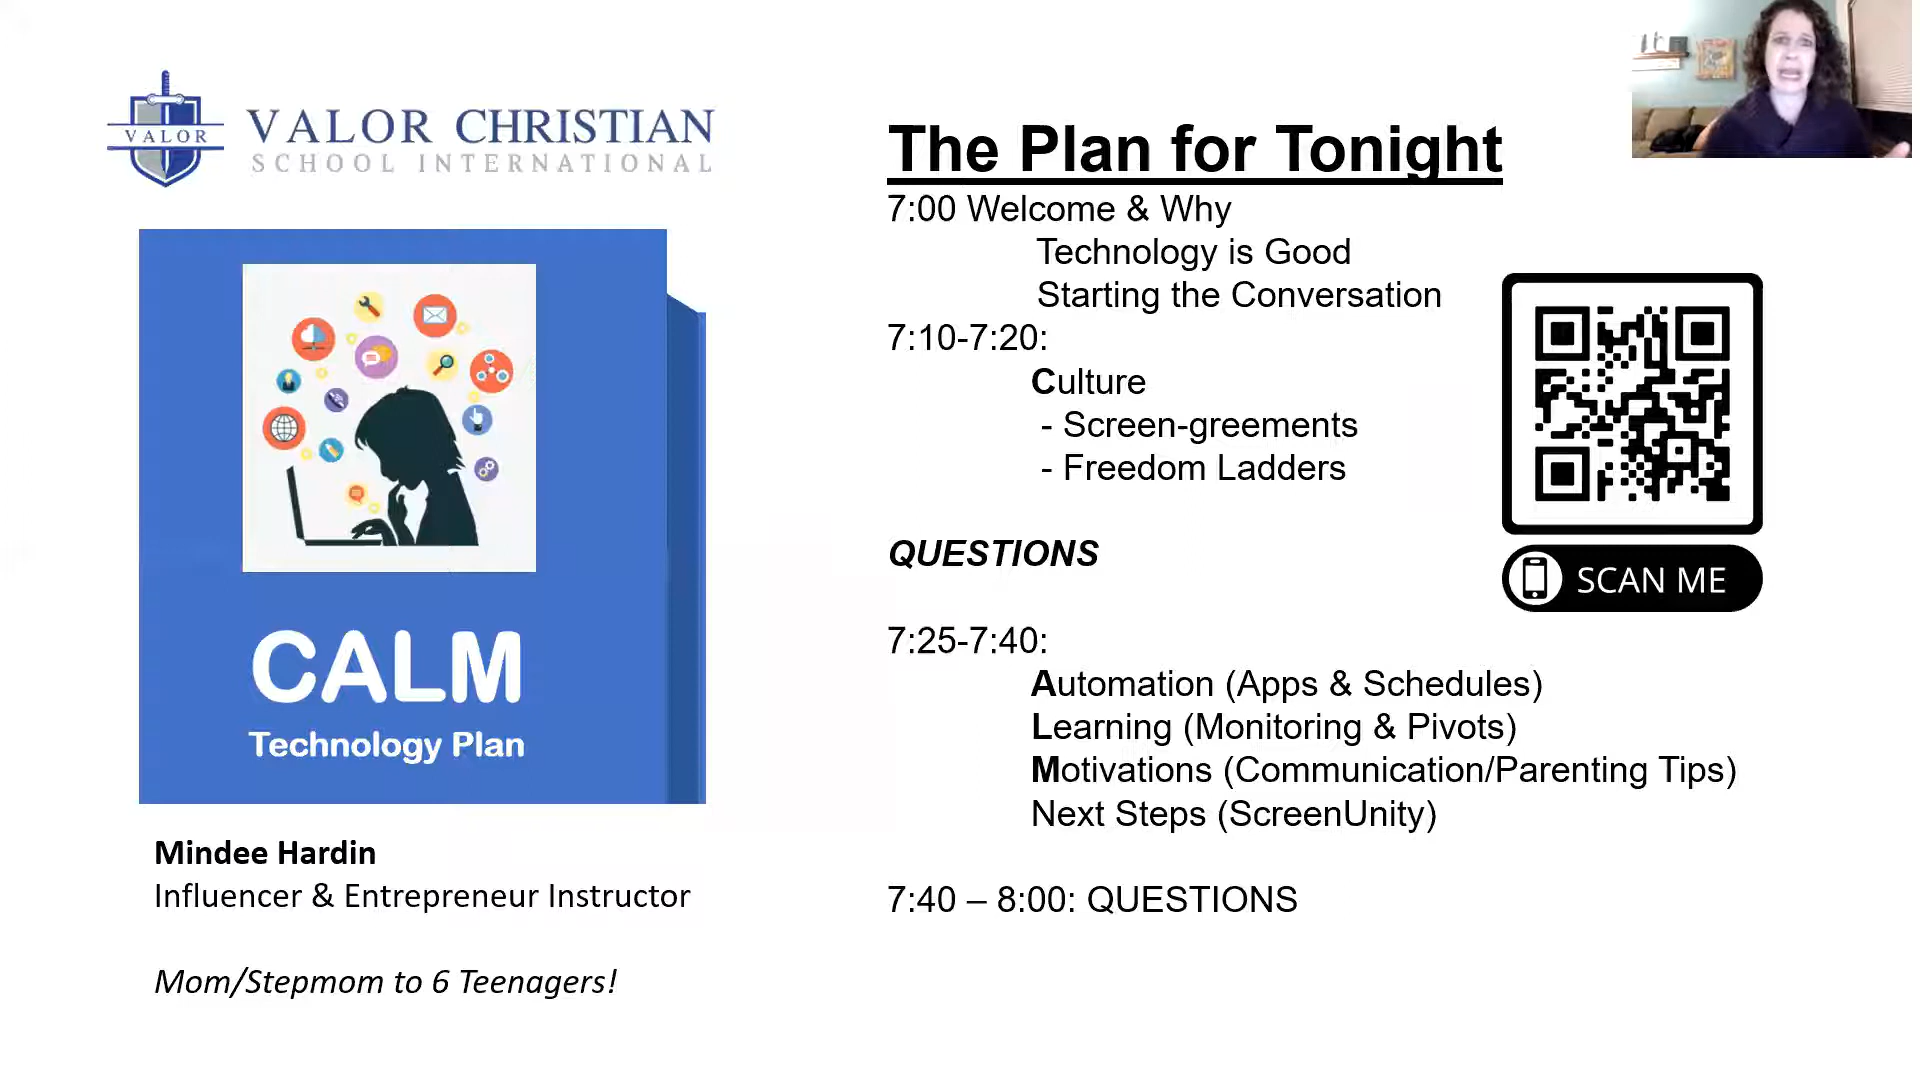 VALOR
VALOR CHRISTIAN
SCHOOL INTERNATIONAL
CALM
Technology Plan
Mindee Hardin
Influencer & Entrepreneur Instructor
Mom/Stepmom to 6 Teenagers!
The Plan for Tonight
7:00 Welcome & Why
Technology is Good
Starting the Conversation
7:10-7:20:
Culture
- Screen-greements
- Freedom Ladders
QUESTIONS
7:25-7:40:
Automation (Apps & Schedules)
Learning (Monitoring & Pivots)
Motivations (Communication/Parenting Tips)
Next Steps (ScreenUnity)
7:40 – 8:00: QUESTIONS
SCAN ME